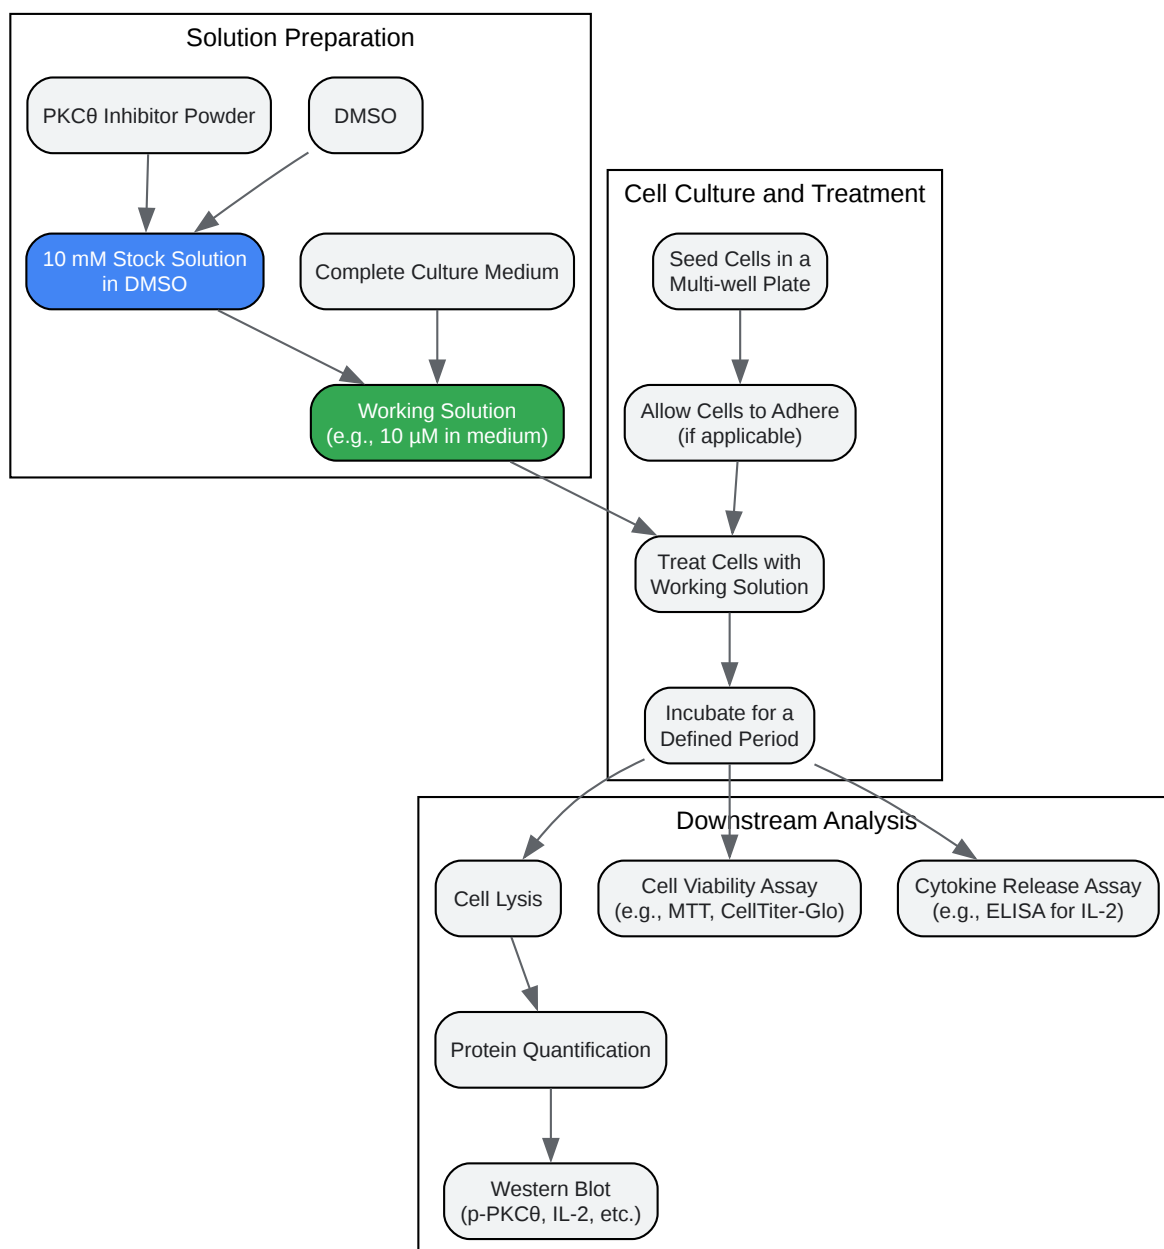 Solution Preparation
PKCθ Inhibitor Powder
DMSO
10 mM Stock Solution
in DMSO
Complete Culture Medium
Working Solution
(e.g., 10 µM in medium)
Cell Culture and Treatment
Seed Cells in a
Multi-well Plate
Allow Cells to Adhere
(if applicable)
Treat Cells with
Working Solution
Incubate for a
Defined Period
Downstream Analysis
Cell Lysis
Cell Viability Assay
(e.g., MTT, CellTiter-Glo)
Cytokine Release Assay
(e.g., ELISA for IL-2)
Protein Quantification
Western Blot
(p-PKCθ, IL-2, etc.)